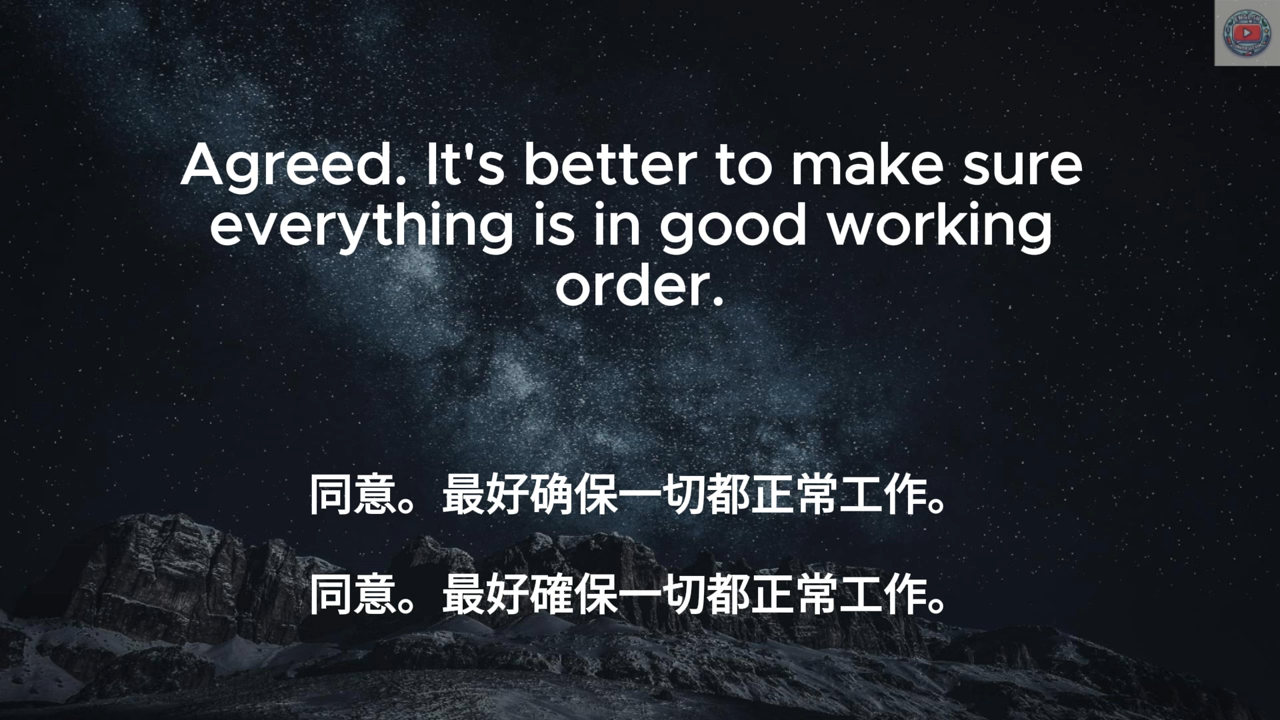 Agreed. It's better to make sure
everything is in good working
order.
同意。最好确保一切都正常工作。
同意。最好確保一切都正常工作。